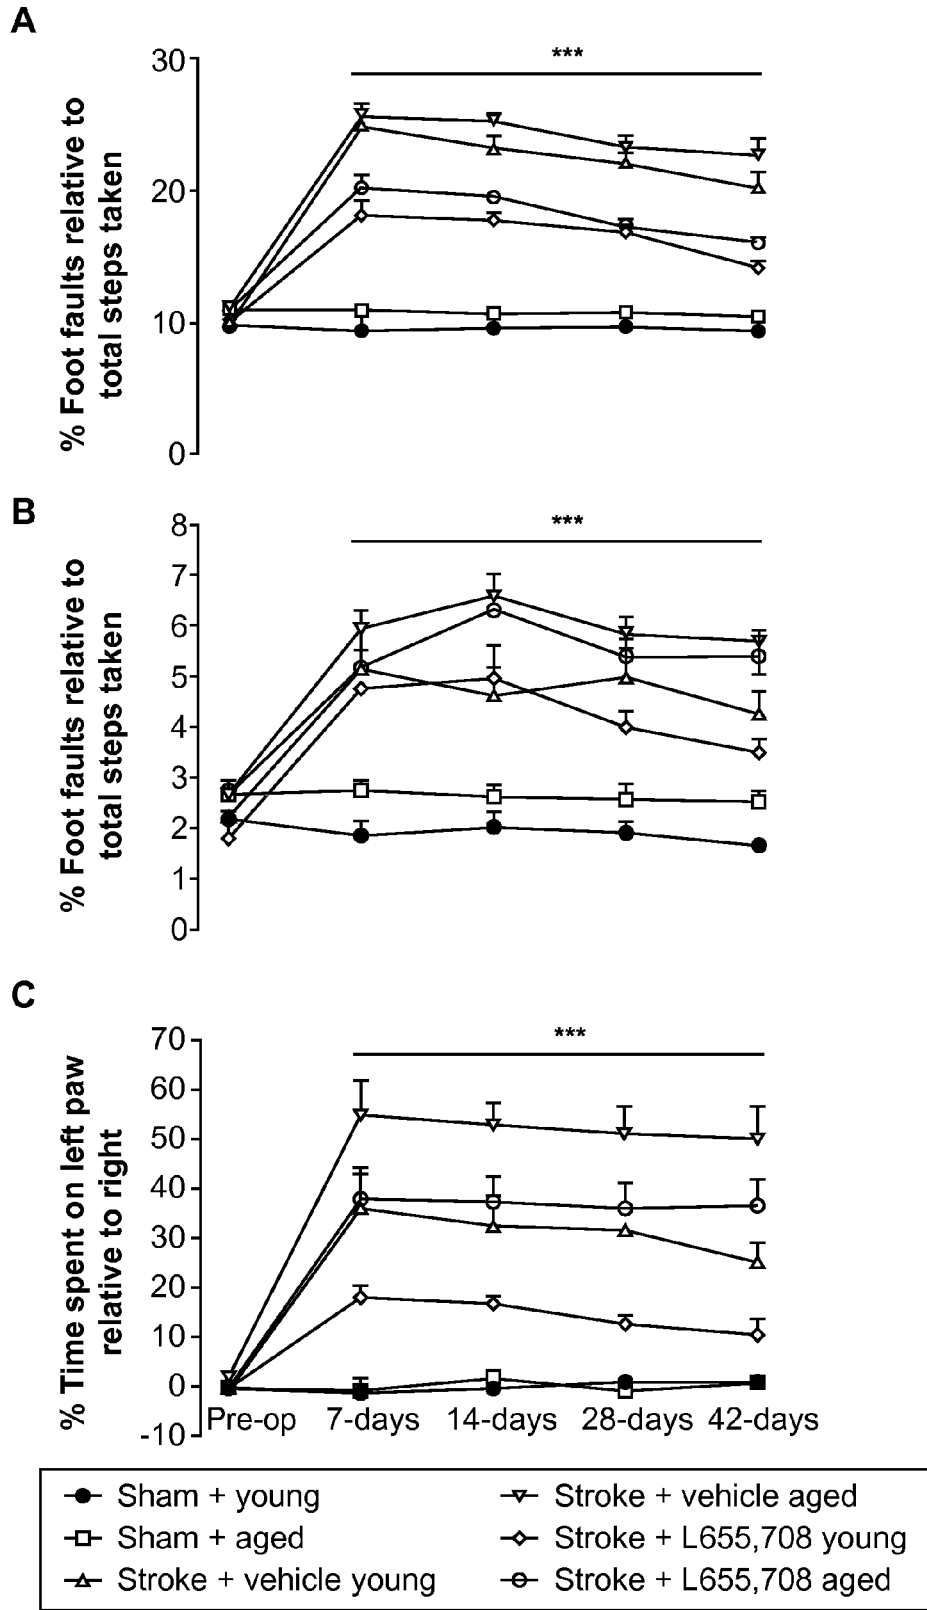 A
***
30
20
10
0
% Foot faults relative to
total steps taken
B
***
8
7
6
5
4
3
2
1
0
% Foot faults relative to
total steps taken
C
***
70
60
50
40
30
20
10
0
-10
% Time spent on left paw
relative to right
Pre-op 7-days 14-days 28-days 42-days
Sham + young
Sham + aged
Stroke + vehicle young
Stroke + vehicle aged
Stroke + L655,708 young
Stroke + L655,708 aged